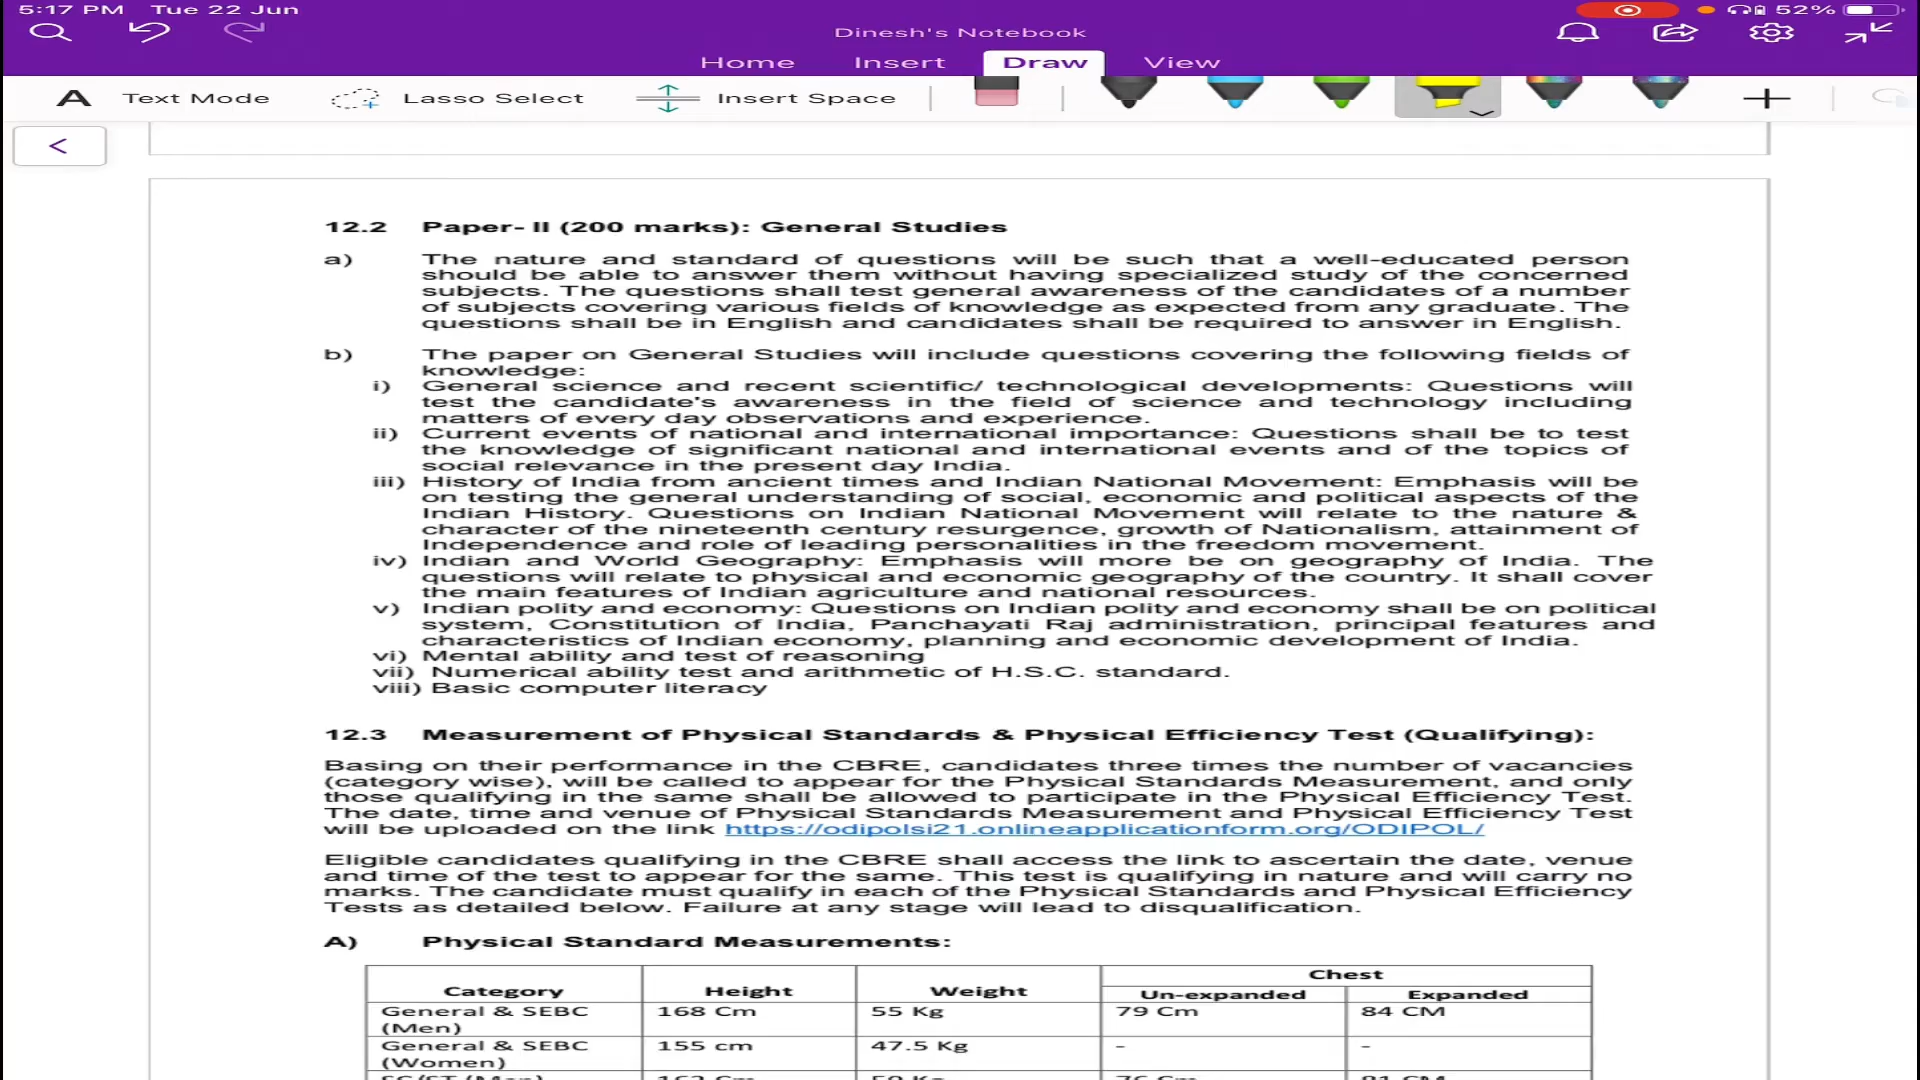 5:17 PM Tue 22 Jun
52%
Dinesh's Notebook
Home Insert Draw View
A Text Mode Lasso Select Insert Space
<
12.2 Paper- II (200 marks): General Studies
a) The nature and standard of questions will be such that a well-educated person
should be able to answer them without having specialized study of the concerned
subjects. The questions shall test general awareness of the candidates of a number
of subjects covering various fields of knowledge as expected from any graduate. The
questions shall be in English and candidates shall be required to answer in English.
b) The paper on General Studies will include questions covering the following fields of
knowledge:
i) General science and recent scientific/ technological developments: Questions will
test the candidate's awareness in the field of science and technology including
matters of every day observations and experience.
ii) Current events of national and international importance: Questions shall be to test
the knowledge of significant national and international events and of the topics of
social relevance in the present day India.
iii) History of India from ancient times and Indian National Movement: Emphasis will be
on testing the general understanding of social, economic and political aspects of the
Indian History. Questions on Indian National Movement will relate to the nature &
character of the nineteenth century resurgence, growth of Nationalism, attainment of
Independence and role of leading personalities in the freedom movement.
iv) Indian and World Geography: Emphasis will more be on geography of India. The
questions will relate to physical and economic geography of the country. It shall cover
the main features of Indian agriculture and national resources.
v) Indian polity and economy: Questions on Indian polity and economy shall be on political
system, Constitution of India, Panchayati Raj administration, principal features and
characteristics of Indian economy, planning and economic development of India.
vi) Mental ability and test of reasoning
vii) Numerical ability test and arithmetic of H.S.C. standard.
viii) Basic computer literacy
12.3 Measurement of Physical Standards & Physical Efficiency Test (Qualifying):
Basing on their performance in the CBRE, candidates three times the number of vacancies
(category wise), will be called to appear for the Physical Standards Measurement, and only
those qualifying in the same shall be allowed to participate in the Physical Efficiency Test.
The date, time and venue of Physical Standards Measurement and Physical Efficiency Test
will be uploaded on the link https://odipolsi21.onlineapplicationform.org/ODIPOL/
Eligible candidates qualifying in the CBRE shall access the link to ascertain the date, venue
and time of the test to appear for the same. This test is qualifying in nature and will carry no
marks. The candidate must qualify in each of the Physical Standards and Physical Efficiency
Tests as detailed below. Failure at any stage will lead to disqualification.
A) Physical Standard Measurements:
Category Height Weight Chest
Un-expanded Expanded
General & SEBC (Men) 168 Cm 55 Kg 79 Cm 84 CM
General & SEBC (Women) 155 cm 47.5 Kg - -